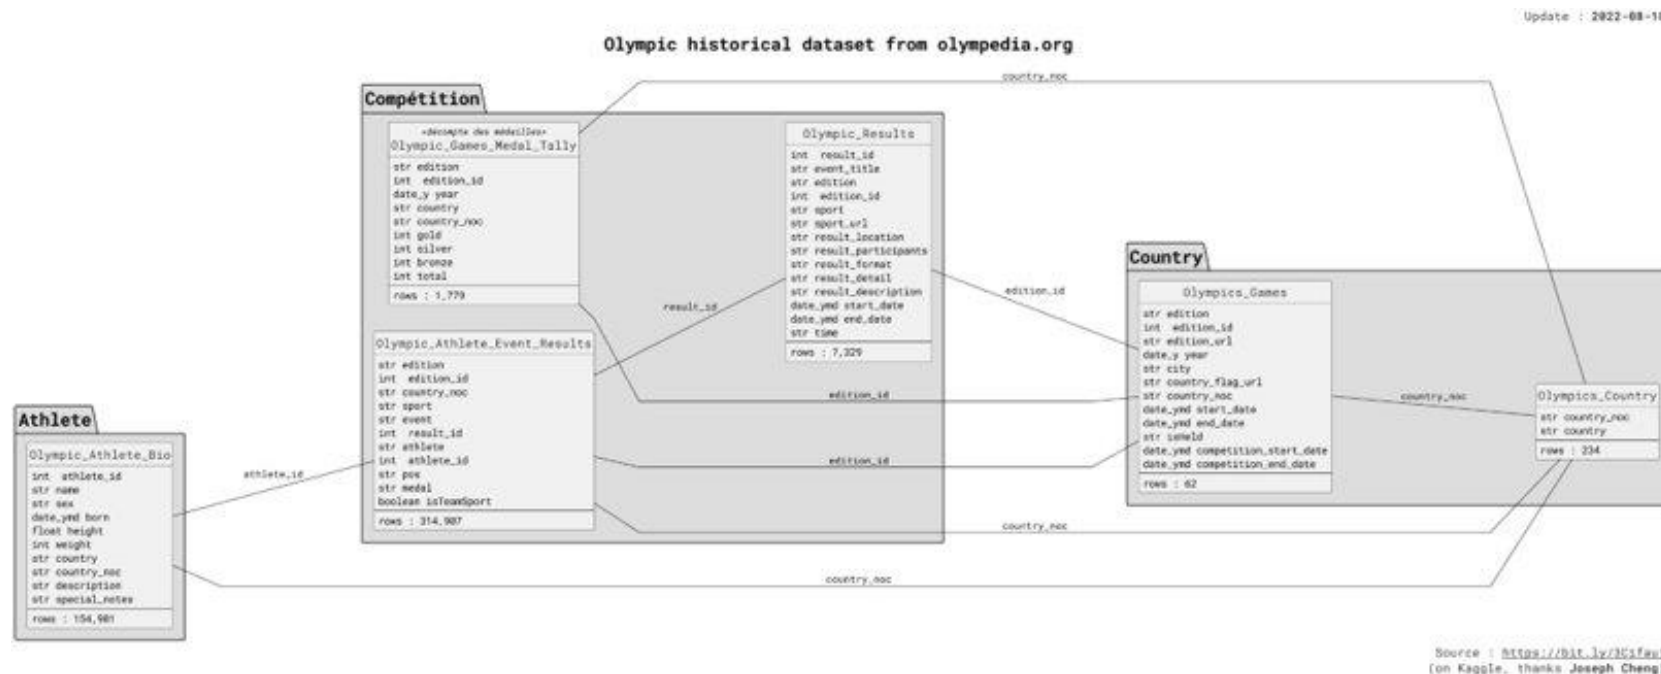 Update : 2022-08-10
Olympic historical dataset from olympedia.org
country_noc
Compétition
«décompte des médailles»
Olympic_Games_Medal_Tally
str edition
int edition_id
date_y year
str country
str country_noc
int gold
int silver
int bronze
int total
rows : 1,779
Olympic_Results
int result_id
str event_title
str edition
int edition_id
str sport
str sport_url
str result_location
str result_participants
str result_format
str result_detail
str result_description
date_ymd start_date
date_ymd end_date
str time
rows : 7,329
result_id
edition_id
Olympic_Athlete_Event_Results
str edition
int edition_id
str country_noc
str sport
str event
int result_id
str athlete
int athlete_id
str pos
str medal
boolean isTeamSport
rows : 314,907
edition_id
edition_id
country_noc
Country
Olympics_Games
str edition
int edition_id
str edition_url
date_y year
str city
str country_flag_url
str country_noc
date_ymd start_date
date_ymd end_date
str isHeld
date_ymd competition_start_date
date_ymd competition_end_date
rows : 62
country_noc
Olympics_Country
str country_noc
str country
rows : 234
Athlete
Olympic_Athlete_Bio
int athlete_id
str name
str sex
date_ymd born
float height
int weight
str country
str country_noc
str description
str special_notes
rows : 154,901
athlete_id
country_noc
Source :
(on Kaggle, thanks Joseph Cheng